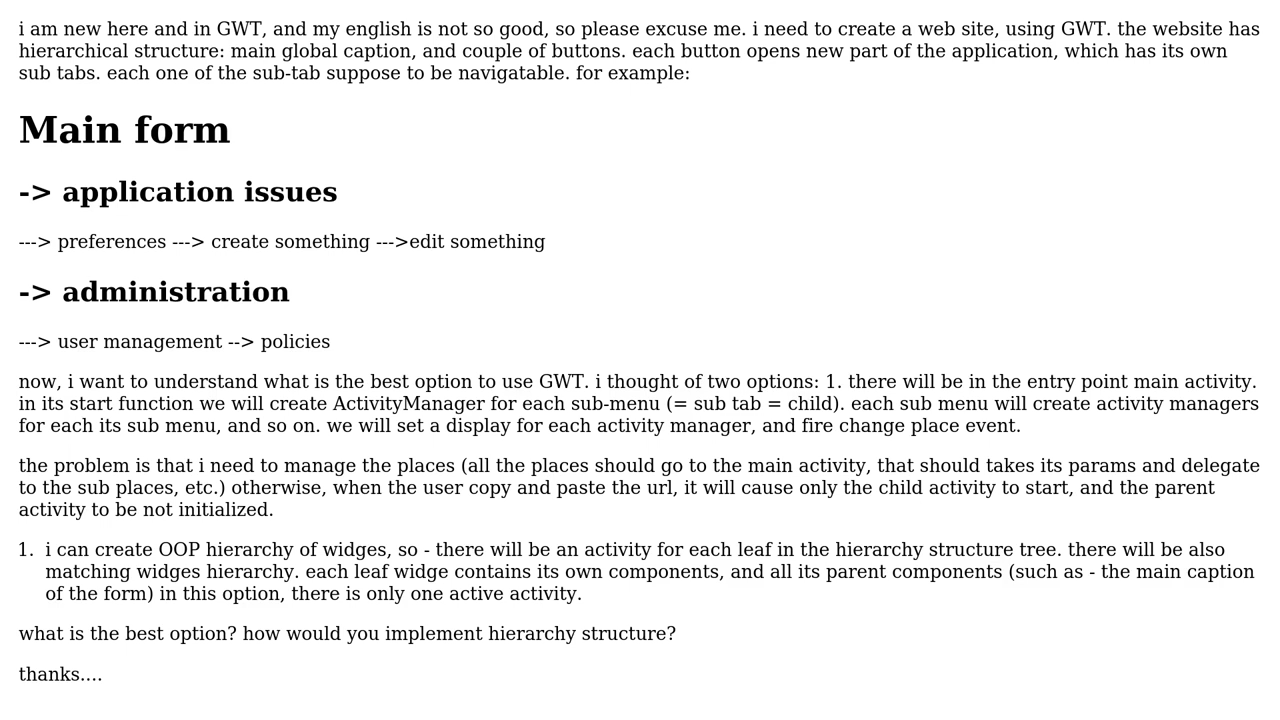 i am new here and in GWT, and my english is not so good, so please excuse me. i need to create a web site, using GWT. the website has
hierarchical structure: main global caption, and couple of buttons. each button opens new part of the application, which has its own
sub tabs. each one of the sub-tab suppose to be navigatable. for example:
Main form
-> application issues
---> preferences ---> create something --->edit something
-> administration
---> user management --> policies
now, i want to understand what is the best option to use GWT. i thought of two options: 1. there will be in the entry point main activity.
in its start function we will create ActivityManager for each sub-menu (= sub tab = child). each sub menu will create activity managers
for each its sub menu, and so on. we will set a display for each activity manager, and fire change place event.
the problem is that i need to manage the places (all the places should go to the main activity, that should takes its params and delegate
to the sub places, etc.) otherwise, when the user copy and paste the url, it will cause only the child activity to start, and the parent
activity to be not initialized.
1. i can create OOP hierarchy of widges, so - there will be an activity for each leaf in the hierarchy structure tree. there will be also
matching widges hierarchy. each leaf widge contains its own components, and all its parent components (such as - the main caption
of the form) in this option, there is only one active activity.
what is the best option? how would you implement hierarchy structure?
thanks....